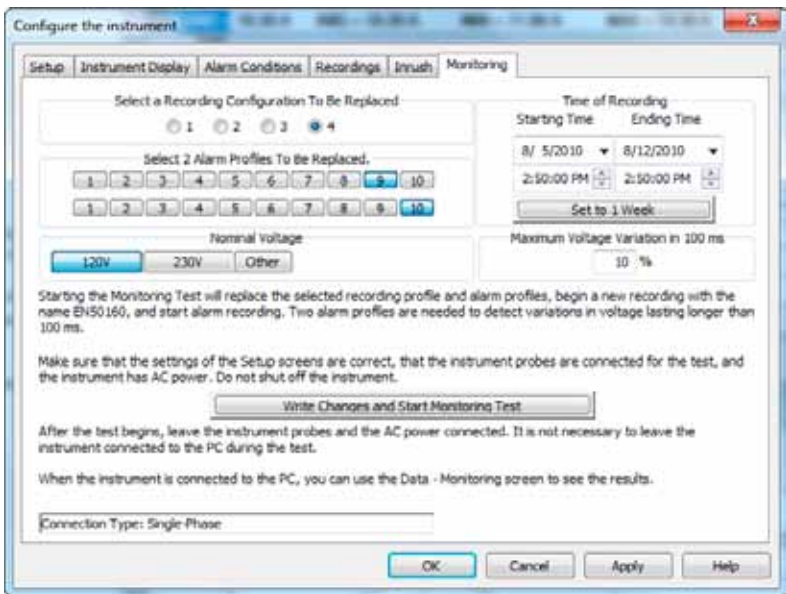 Configure the instrument
Setup Instrument Display Alarm Conditions Recordings Inrush Monitoring
Select a Recording Configuration To Be Replaced
1 2 3 4
Time of Recording
Starting Time Ending Time
8/ 5/2010 8/12/2010
2:50:00 PM 2:50:00 PM
Set to 1 Week
Select 2 Alarm Profiles To Be Replaced.
1 2 3 4 5 6 7 8 9 10
1 2 3 4 5 6 7 8 9 10
Nominal Voltage
120V 230V Other
Maximum Voltage Variation in 100 ms
10 %
Starting the Monitoring Test will replace the selected recording profile and alarm profiles, begin a new recording with the
name EN50160, and start alarm recording. Two alarm profiles are needed to detect variations in voltage lasting longer than
100 ms.
Make sure that the settings of the Setup screens are correct, that the instrument probes are connected for the test, and
the instrument has AC power. Do not shut off the instrument.
Write Changes and Start Monitoring Test
After the test begins, leave the instrument probes and the AC power connected. It is not necessary to leave the
instrument connected to the PC during the test.
When the instrument is connected to the PC, you can use the Data - Monitoring screen to see the results.
Connection Type: Single-Phase
OK Cancel Apply Help